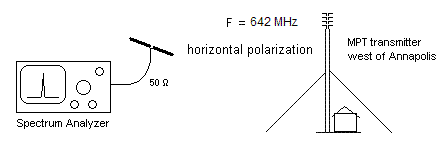 F = 642 MHz
horizontal polarization
MPT transmitter
west of Annapolis
50 Ω
Spectrum Analyzer